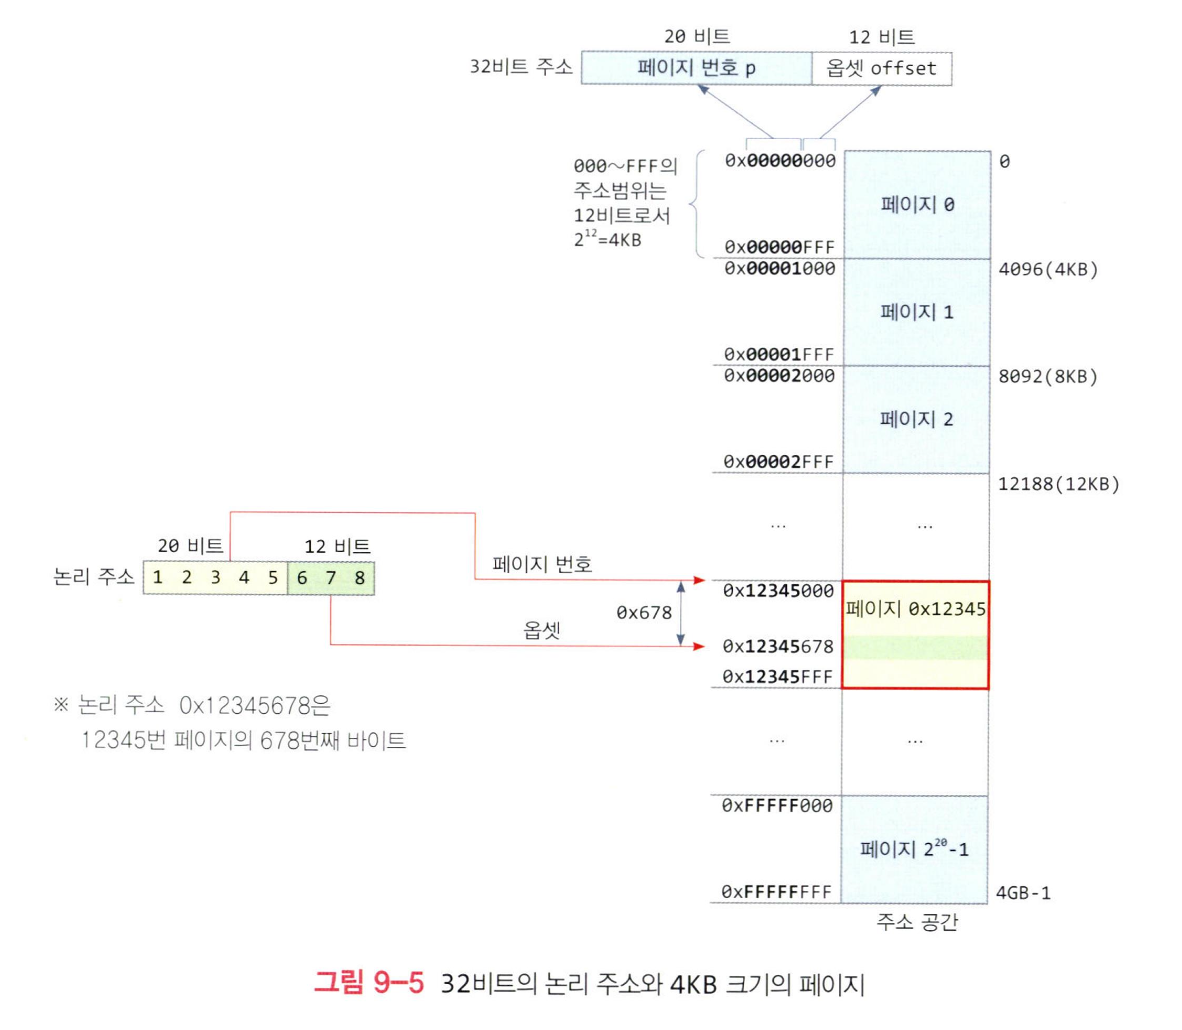 20 비트
12 비트
32비트 주소
페이지 번호 p
옵셋 offset
000~FFF의
주소범위는
12비트로서
2¹²=4KB
0x00000000
페이지 0
0
0x00000FFF
0x00001000
페이지 1
4096(4KB)
0x00001FFF
0x00002000
페이지 2
8092(8KB)
0x00002FFF
12188(12KB)
...
...
20 비트
12 비트
논리 주소
1 2 3 4 5 6 7 8
페이지 번호
옵셋
0x678
0x12345000
페이지 0x12345
0x12345678
0x12345FFF
※ 논리 주소 0x12345678은
12345번 페이지의 678번째 바이트
...
...
0xFFFFF000
페이지 2²⁰-1
0xFFFFFFFF
4GB-1
주소 공간
그림 9-5 32비트의 논리 주소와 4KB 크기의 페이지